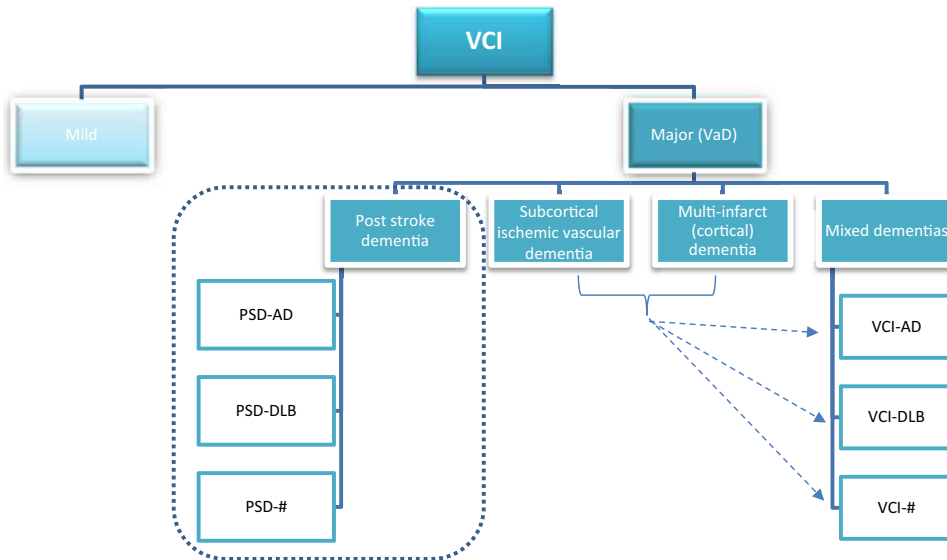 VCI
Mild
Major (VaD)
Post stroke
dementia
Subcortical
ischemic vascular
dementia
Multi-infarct
(cortical)
dementia
Mixed dementias
PSD-AD
PSD-DLB
PSD-#
VCI-AD
VCI-DLB
VCI-#